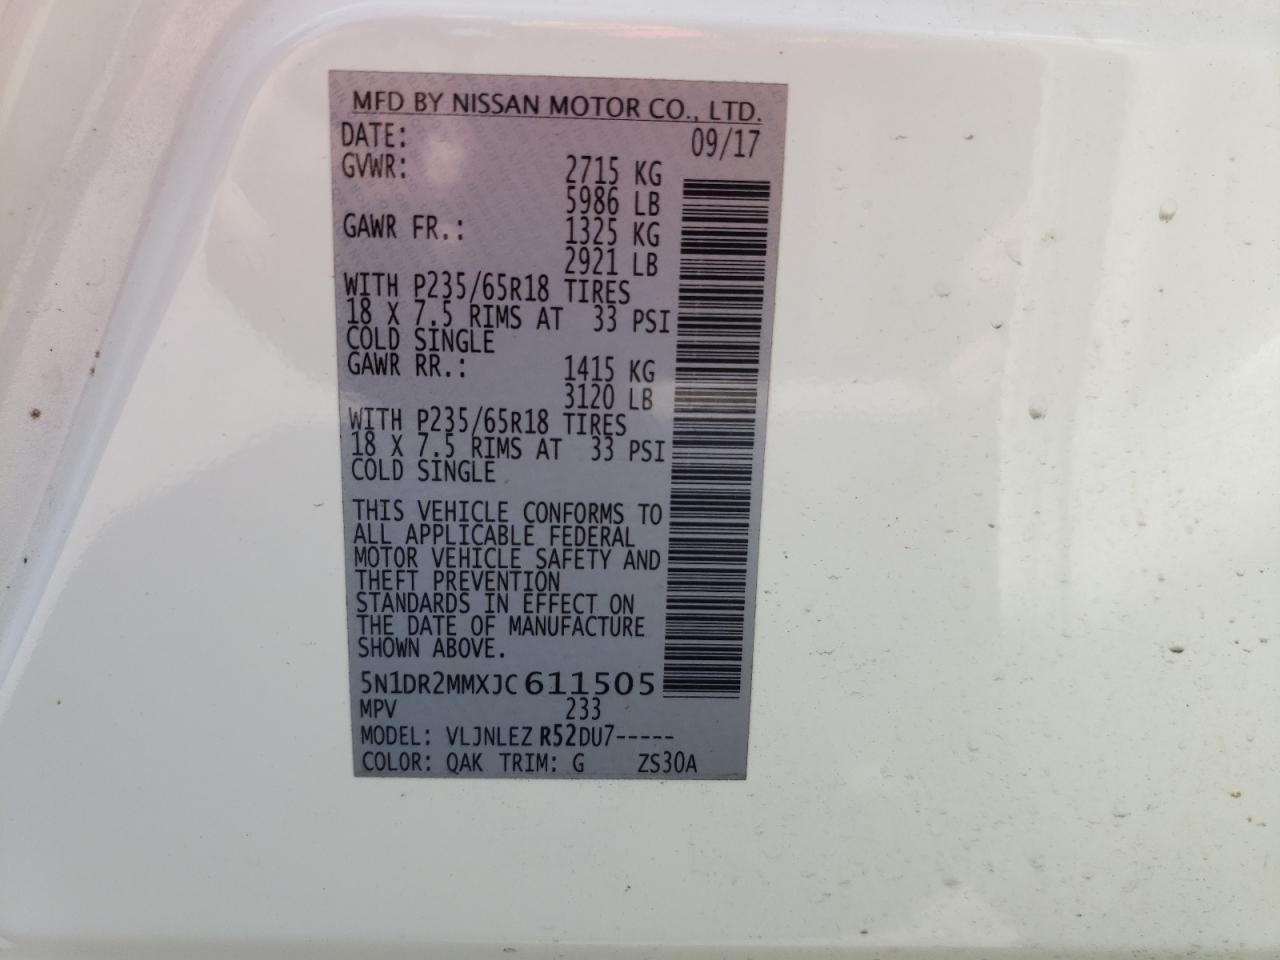 MFD BY NISSAN MOTOR CO., LTD.
DATE: 09/17
GVWR: 2715 KG
5986 LB
GAWR FR.: 1325 KG
2921 LB
WITH P235/65R18 TIRES
18 X 7.5 RIMS AT 33 PSI
COLD SINGLE
GAWR RR.: 1415 KG
3120 LB
WITH P235/65R18 TIRES
18 X 7.5 RIMS AT 33 PSI
COLD SINGLE
THIS VEHICLE CONFORMS TO
ALL APPLICABLE FEDERAL
MOTOR VEHICLE SAFETY AND
THEFT PREVENTION
STANDARDS IN EFFECT ON
THE DATE OF MANUFACTURE
SHOWN ABOVE.
5N1DR2MMXJC611505
MPV 233
MODEL: VLJNLEZ R52DU7-----
COLOR: QAK TRIM: G ZS30A